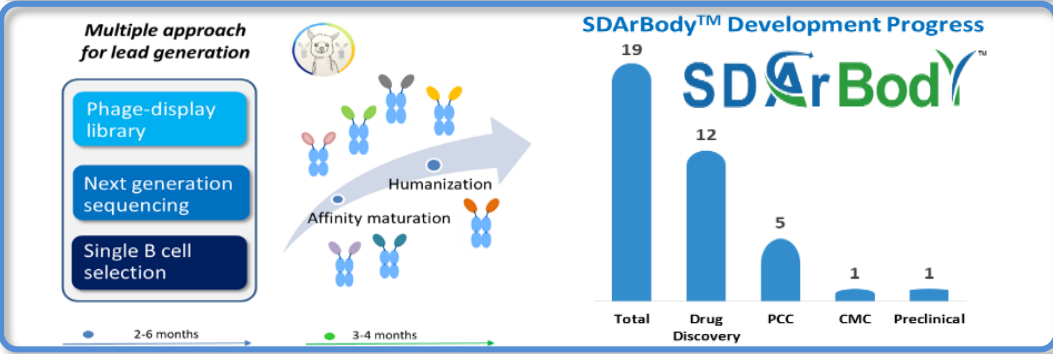 Multiple approach
for lead generation
Phage-display
library
Next generation
sequencing
Single B cell
selection
2-6 months
Humanization
Affinity maturation
3-4 months
SDArBody™ Development Progress
SDArBody™
19
12
5
1
1
Total
Drug
Discovery
PCC
CMC
Preclinical